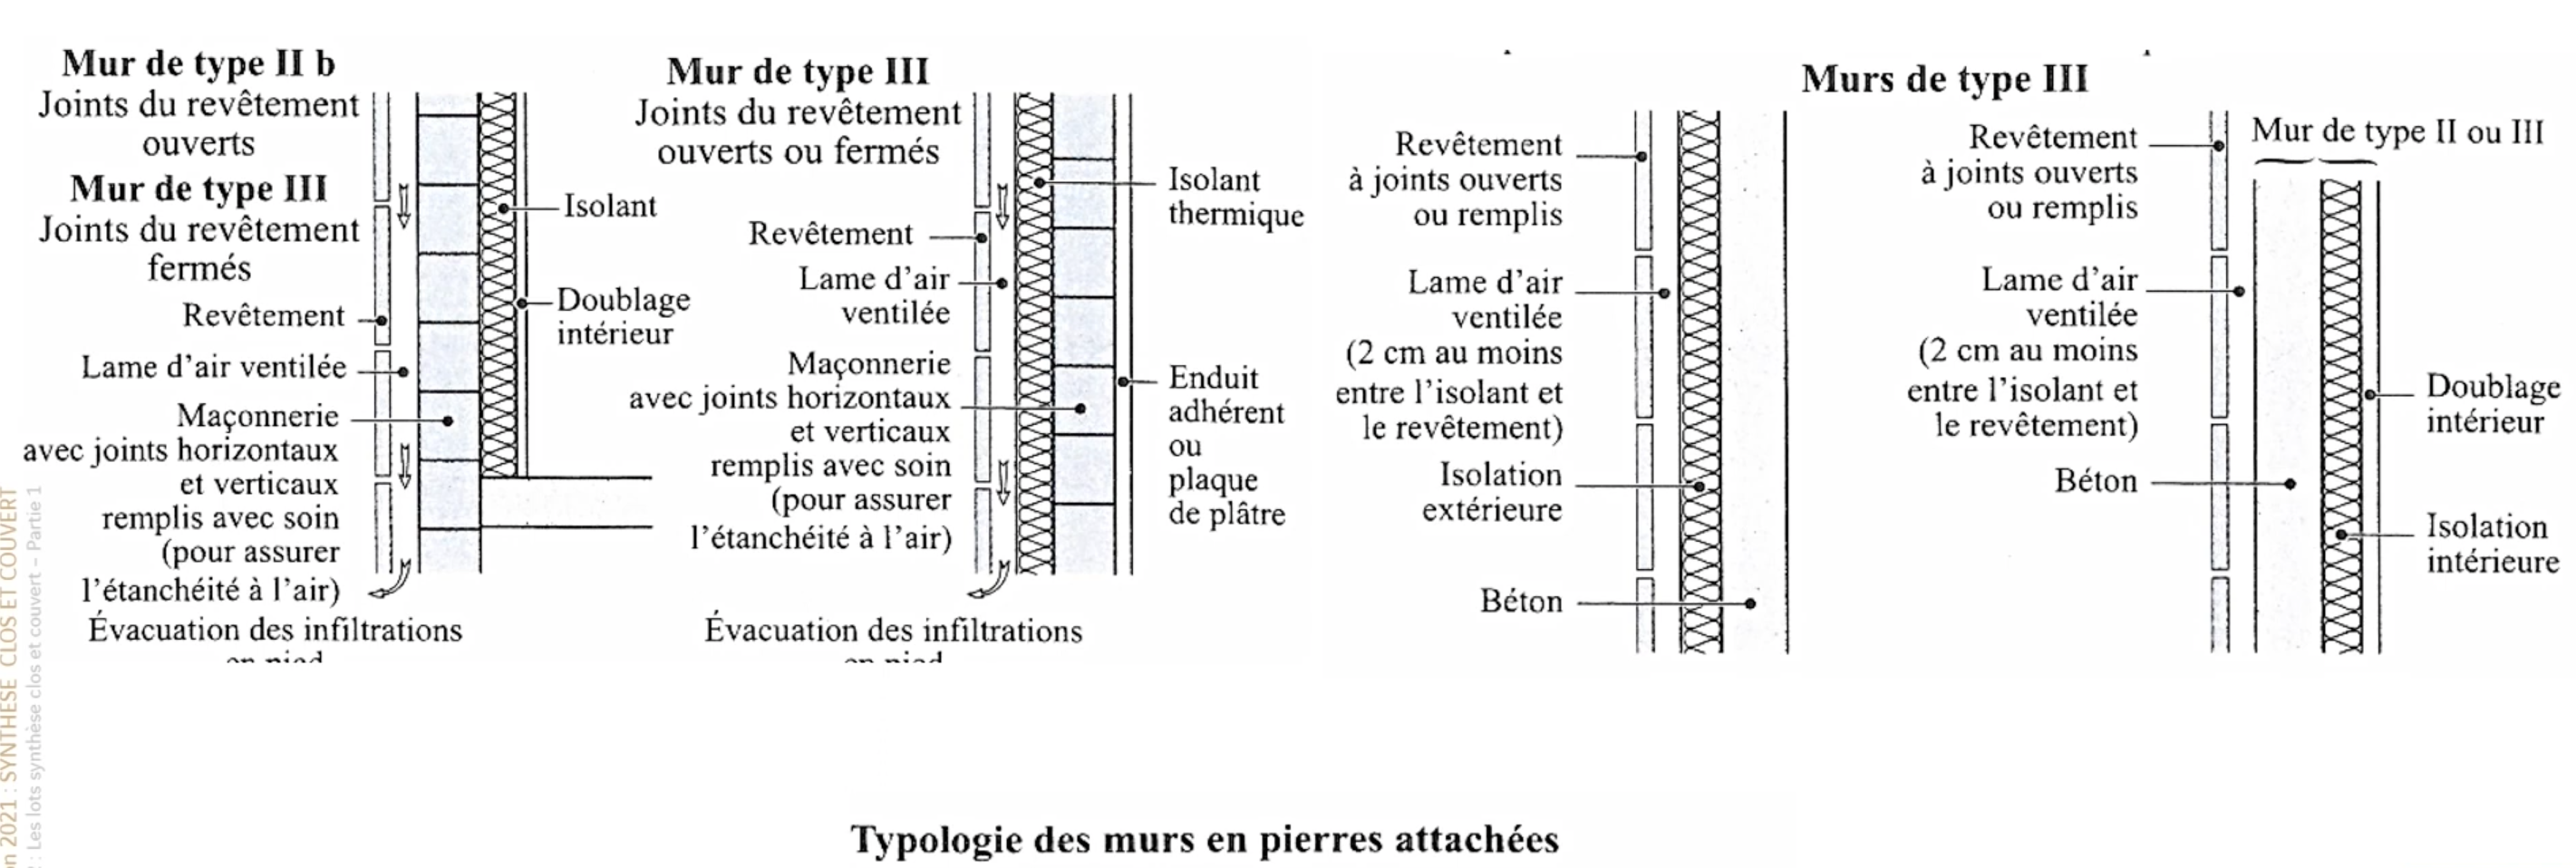 Mur de type II b
Joints du revêtement
ouverts
Mur de type III
Joints du revêtement
fermés
Revêtement
Lame d'air ventilée
Maçonnerie
avec joints horizontaux
et verticaux
remplis avec soin
(pour assurer
l'étanchéité à l'air)
Évacuation des infiltrations
en pied
Isolant
Doublage
intérieur
Mur de type III
Joints du revêtement
ouverts ou fermés
Revêtement
Lame d'air
ventilée
Maçonnerie
avec joints horizontaux
et verticaux
remplis avec soin
(pour assurer
l'étanchéité à l'air)
Évacuation des infiltrations
en pied
Isolant
thermique
Enduit
adhérent
ou
plaque
de plâtre
Murs de type III
Revêtement
à joints ouverts
ou remplis
Lame d'air
ventilée
(2 cm au moins
entre l'isolant et
le revêtement)
Isolation
extérieure
Béton
Revêtement
à joints ouverts
ou remplis
Lame d'air
ventilée
(2 cm au moins
entre l'isolant et
le revêtement)
Béton
Mur de type II ou III
Doublage
intérieur
Isolation
intérieure
Typologie des murs en pierres attachées
n 2021 : SYNTHESE CLOS ET COUVERT
: Les lots synthèse clos et couvert – Partie 1